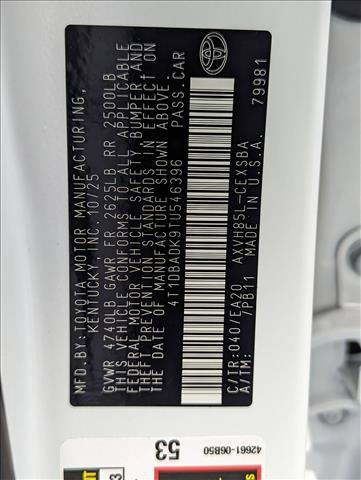 MFD.BY:TOYOTA MOTOR MANUFACTURING,
KENTUCKY, INC. 10/25
GVWR 4740LB GAWR FR 2625LB RR 2500LB
THIS VEHICLE CONFORMS TO ALL APPLICABLE
FEDERAL MOTOR VEHICLE SAFETY, BUMPER AND
THEFT PREVENTION STANDARDS IN EFFECT ON
THE DATE OF MANUFACTURE SHOWN ABOVE.
4T1DBADK9TU546396 PASS.CAR
C/TR:040/EA20 AXVH85L-CEXSBA
A/TM: /PB11 MADE IN U.S.A.
79981
TOYOTA
42661-06B50
53